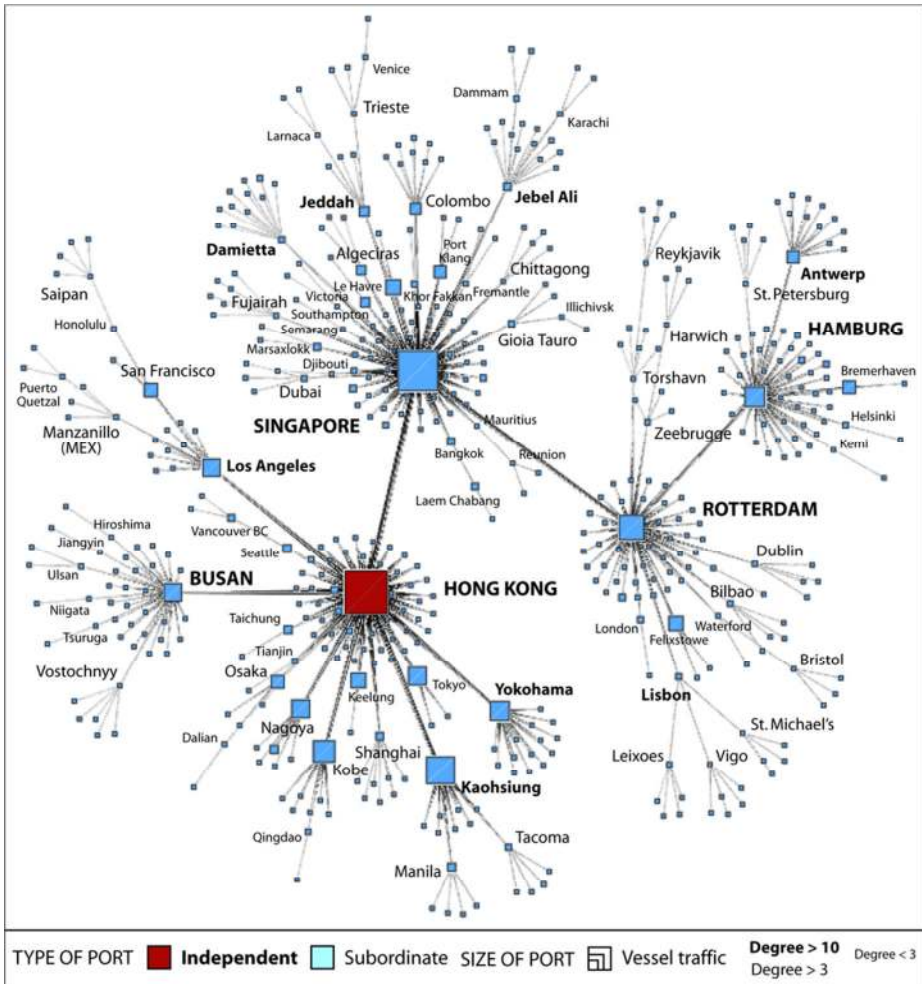 Venice
Dammam
Trieste
Karachi
Larnaca
Jeddah
Colombo
Jebel Ali
Reykjavik
Damietta
Algeciras
Port
Klang
Antwerp
Saipan
Le Havre
Chittagong
St. Petersburg
Fujairah
Victoria
Khor Fakkan
Fremantle
Illichivsk
Honolulu
Southampton
Harwich
HAMBURG
Semarang
Gioia Tauro
Marsaxlokk
San Francisco
Djibouti
Torshavn
Bremerhaven
Puerto
Quetzal
Dubai
Helsinki
SINGAPORE
Mauritius
Manzanillo
(MEX)
Zeebrugge
Kemi
Bangkok
Reunion
Los Angeles
Laem Chabang
ROTTERDAM
Hiroshima
Vancouver BC
Jiangyin
Seattle
Dublin
Ulsan
BUSAN
HONG KONG
Bilbao
Niigata
Taichung
London
Waterford
Tsuruga
Tianjin
Felixstowe
Vostochnyy
Osaka
Bristol
Keelung
Tokyo
Yokohama
Lisbon
Nagoya
St. Michael's
Dalian
Shanghai
Kobe
Leixoes
Vigo
Kaohsiung
Qingdao
Tacoma
Manila
TYPE OF PORT Independent Subordinate SIZE OF PORT Vessel traffic
Degree > 10
Degree > 3
Degree < 3